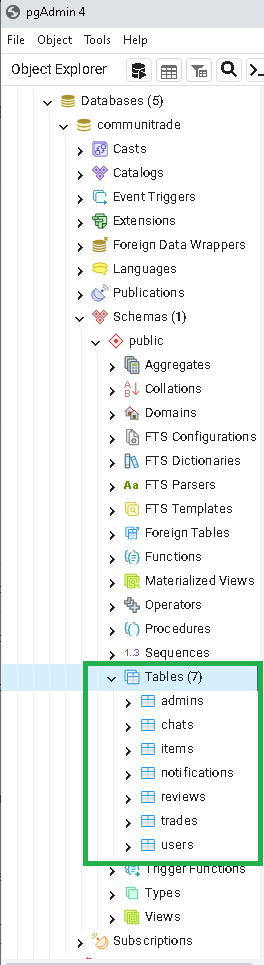 pgAdmin 4
File Object Tools Help
Object Explorer
Databases (5)
communitrade
Casts
Catalogs
Event Triggers
Extensions
Foreign Data Wrappers
Languages
Publications
Schemas (1)
public
Aggregates
A
B
Collations
Domains
FTS Configurations
FTS Dictionaries
Aa FTS Parsers
FTS Templates
Foreign Tables
Functions
Materialized Views
Operators
Procedures
1..3 Sequences
Tables (7)
admins
chats
items
notifications
reviews
trades
users
Trigger Functions
Types
Views
Subscriptions